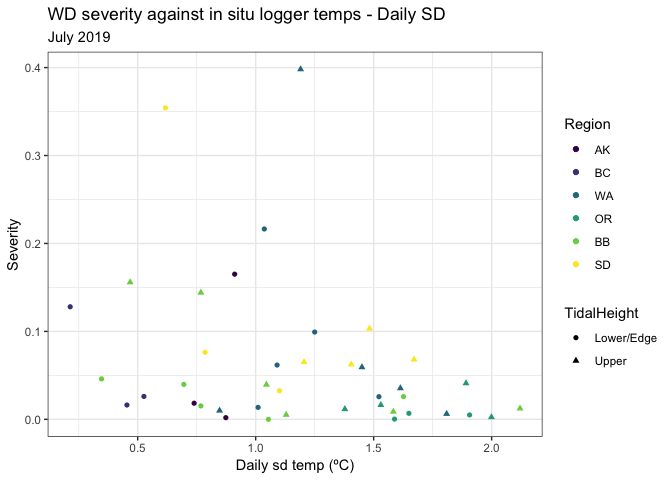 WD severity against in situ logger temps - Daily SD
July 2019
0.4
0.3
0.2
0.1
0.0
Severity
0.5
1.0
1.5
2.0
Daily sd temp (ºC)
Region
AK
BC
WA
OR
BB
SD
TidalHeight
Lower/Edge
Upper